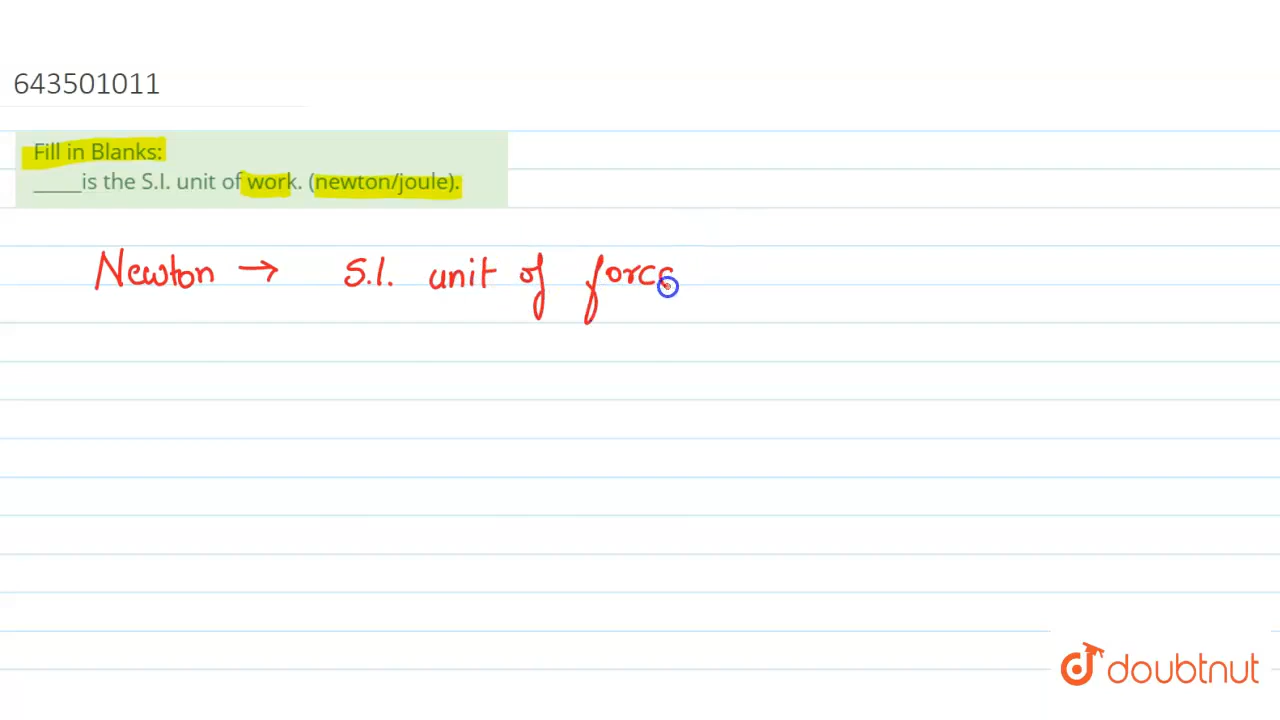 643501011
Fill in Blanks:
_____is the S.I. unit of work. (newton/joule).
Newton → S.I. unit of force
doubtnut